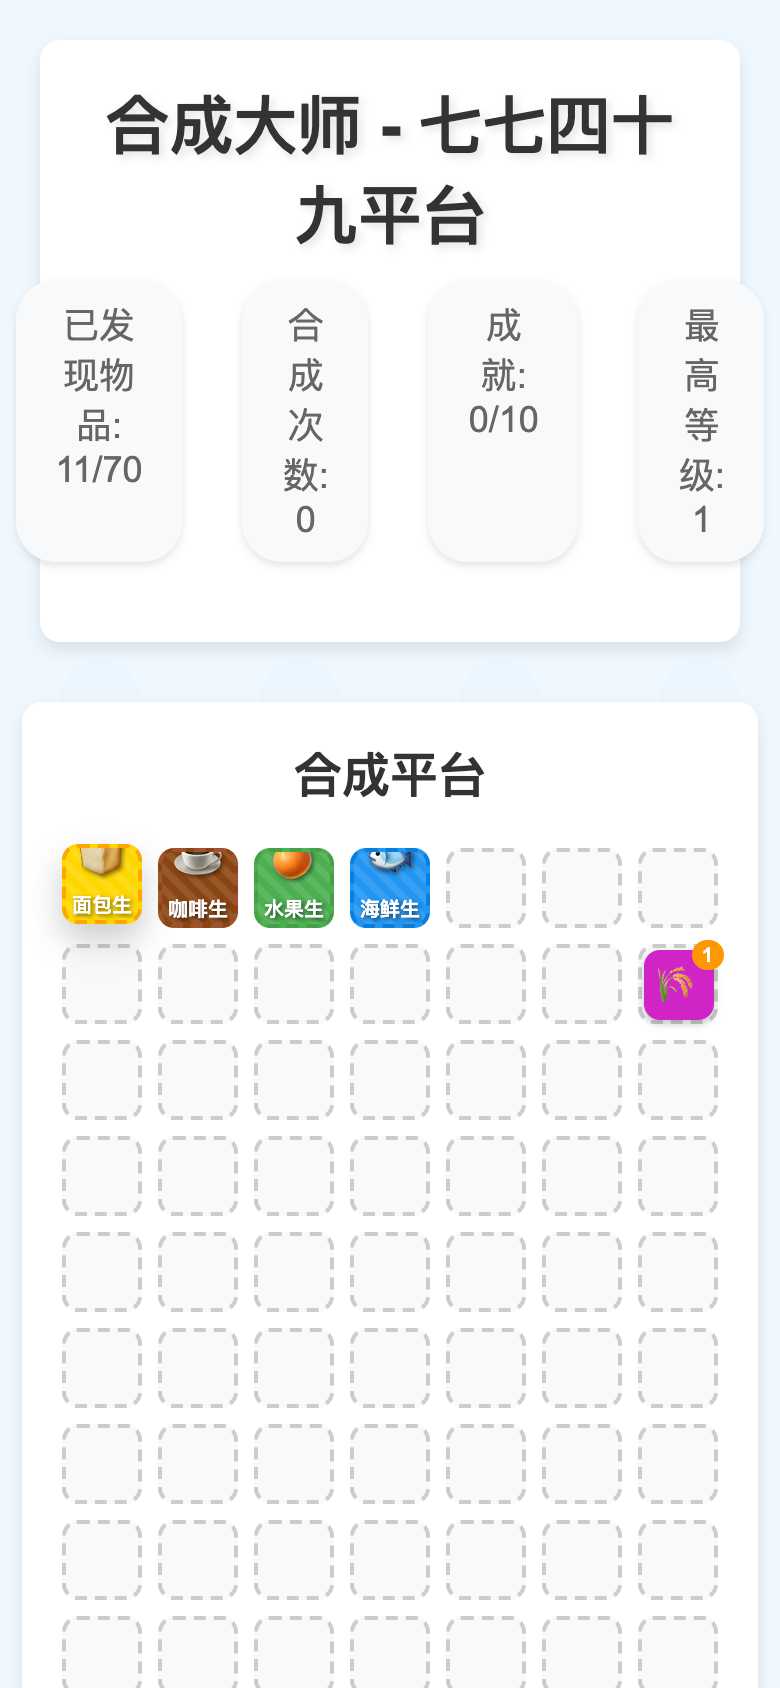 合成大师 - 七七四十
九平台
已发
现物
品:
11/70
合
成
次
数:
0
成
就:
0/10
最
高
等
级:
1
合成平台
面包生
咖啡生
水果生
海鲜生
1